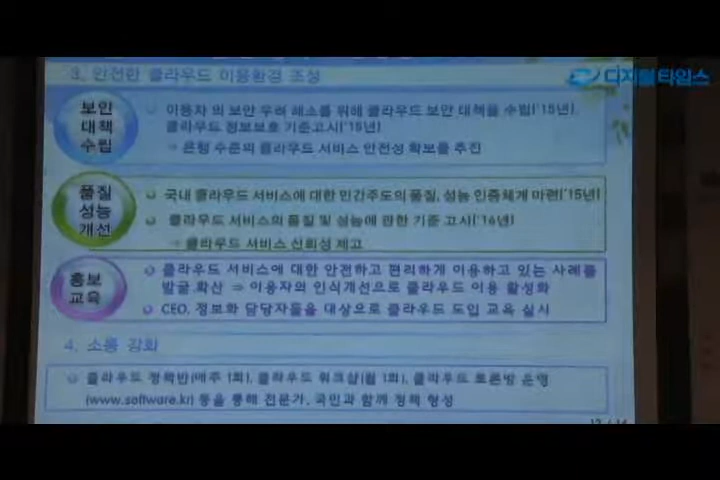 3. 안전한 클라우드 이용환경 조성
디지털타임스
보안
대책
수립
이용자의 보안 우려 해소를 위해 클라우드 보안 대책을 수립('15년),
클라우드 정보보호 기준고시('15년)
⇒ 은행 수준의 클라우드 서비스 안전성 확보를 추진
품질
성능
개선
국내 클라우드 서비스에 대한 민간주도의 품질, 성능 인증체계 마련('15년)
클라우드 서비스의 품질 및 성능에 관한 기준 고시('16년)
⇒ 클라우드 서비스 신뢰성 제고
홍보
교육
클라우드 서비스에 대한 안전하고 편리하게 이용하고 있는 사례를
발굴 확산 ⇒ 이용자의 인식개선으로 클라우드 이용 활성화
CEO, 정보화 담당자들을 대상으로 클라우드 도입 교육 실시
4. 소통 강화
클라우드 정책반(매주 1회), 클라우드 워크샵(월 1회), 클라우드 토론방 운영
(www.software.kr) 등을 통해 전문가, 국민과 함께 정책 형성